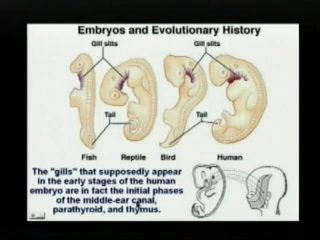 Embryos and Evolutionary History
Gill slits
Gill slits
Tail
Tail
Fish
Reptile
Bird
Human
The "gills" that supposedly appear
in the early stages of the human
embryo are in fact the initial phases
of the middle-ear canal,
parathyroid, and thymus.